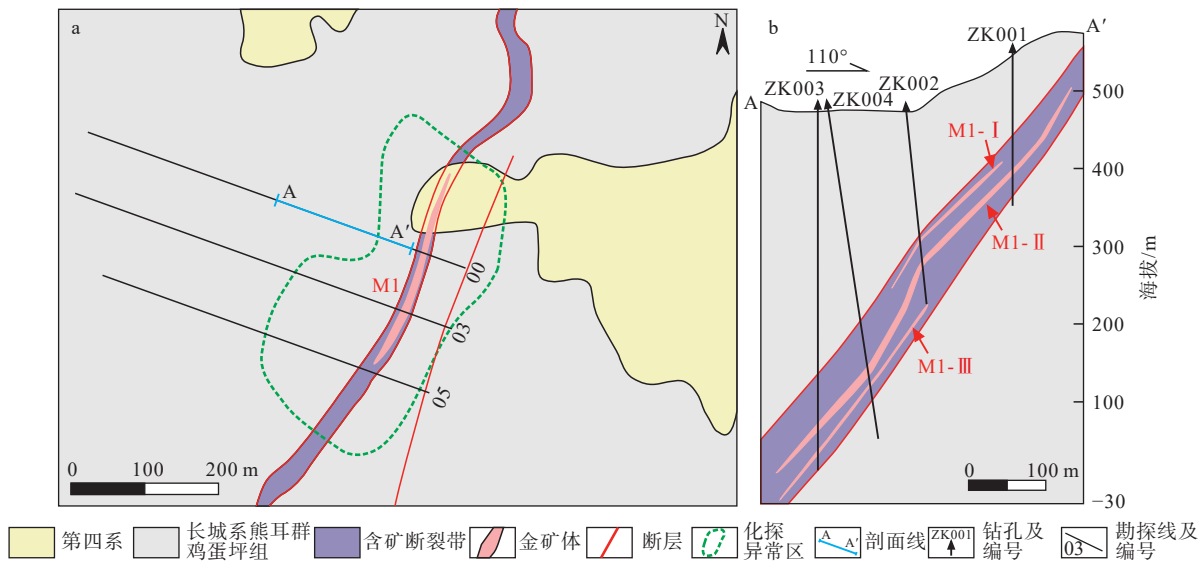 a
N
A
A′
M1
00
03
05
0 100 200 m
b
A′
ZK001
110°
ZK003
ZK002
ZK004
A
M1-Ⅰ
M1-Ⅱ
M1-Ⅲ
500
400
300
200
100
−30
海拔/m
0 100 m
第四系
长城系熊耳群
鸡蛋坪组
含矿断裂带
金矿体
断层
化探
异常区
A A′
剖面线
ZK001
钻孔及
编号
03
勘探线及
编号